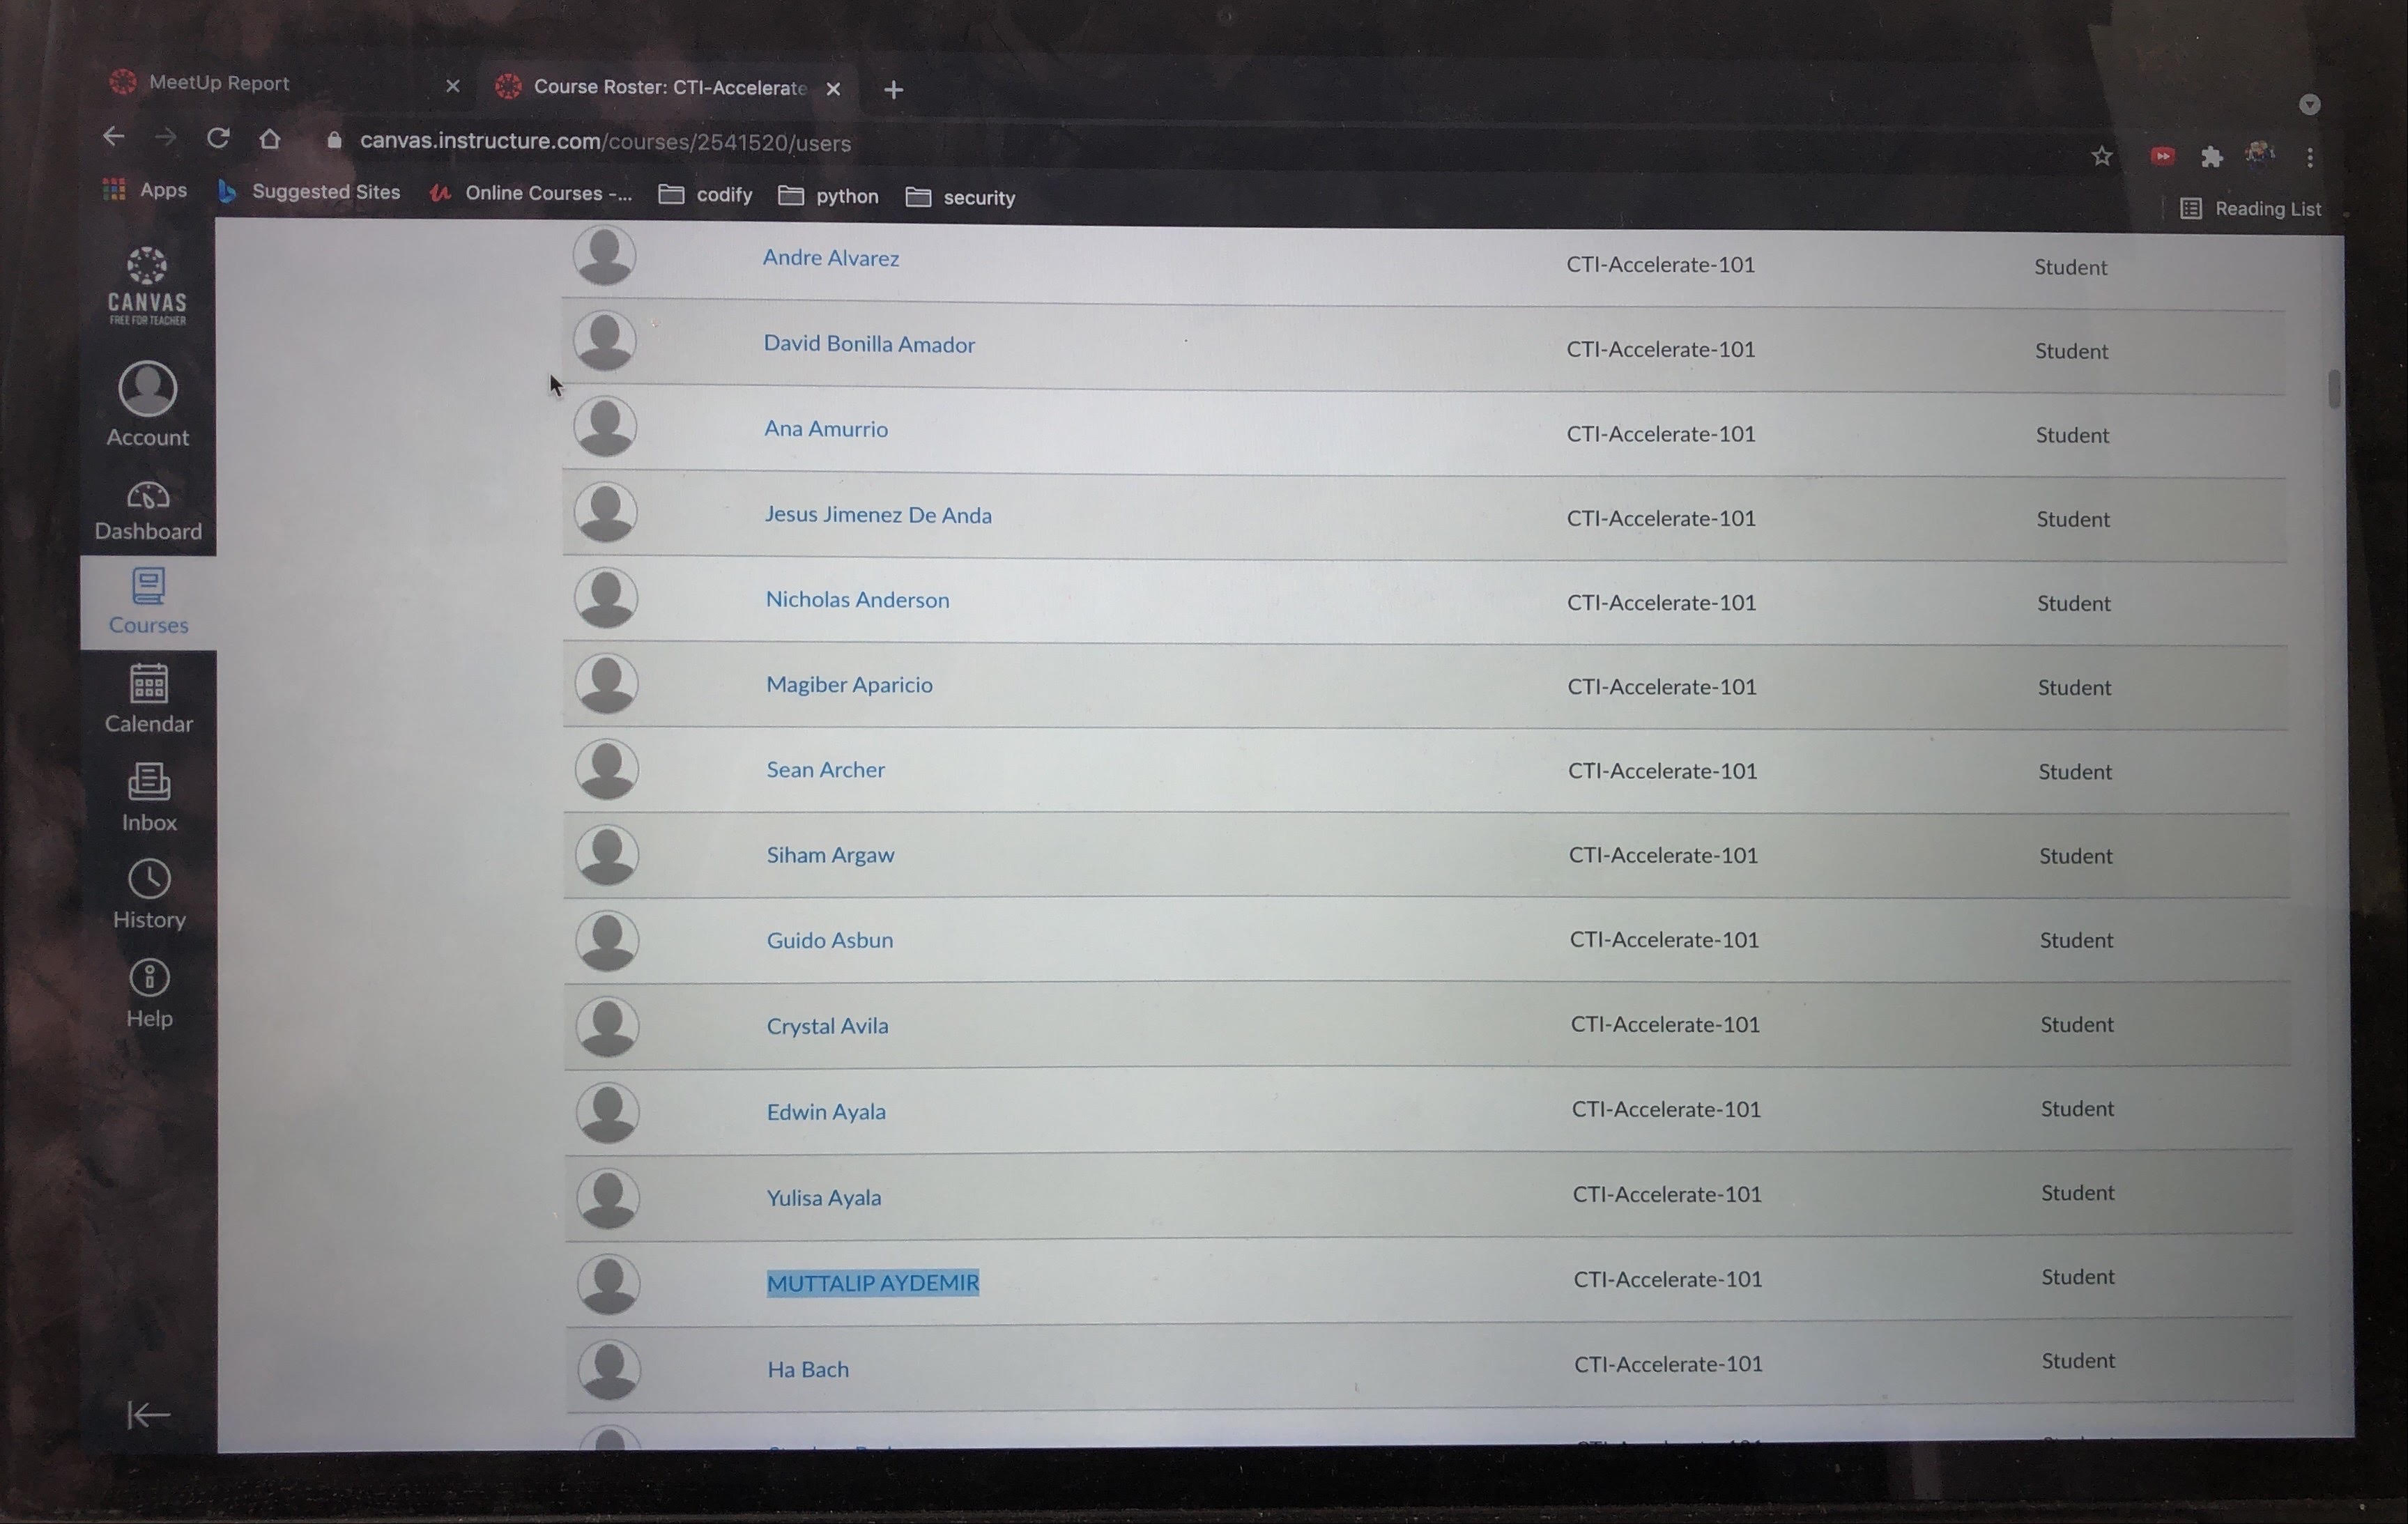 MeetUp Report
Course Roster: CTI-Accelerate
canvas.instructure.com/courses/2541520/users
Apps Suggested Sites Online Courses -... codify python security Reading List
CANVAS
FREE FOR TEACHER
Account
Dashboard
Courses
Calendar
Inbox
History
Help
Andre Alvarez CTI-Accelerate-101 Student
David Bonilla Amador CTI-Accelerate-101 Student
Ana Amurrio CTI-Accelerate-101 Student
Jesus Jimenez De Anda CTI-Accelerate-101 Student
Nicholas Anderson CTI-Accelerate-101 Student
Magiber Aparicio CTI-Accelerate-101 Student
Sean Archer CTI-Accelerate-101 Student
Siham Argaw CTI-Accelerate-101 Student
Guido Asbun CTI-Accelerate-101 Student
Crystal Avila CTI-Accelerate-101 Student
Edwin Ayala CTI-Accelerate-101 Student
Yulisa Ayala CTI-Accelerate-101 Student
MUTTALIP AYDEMIR CTI-Accelerate-101 Student
Ha Bach CTI-Accelerate-101 Student